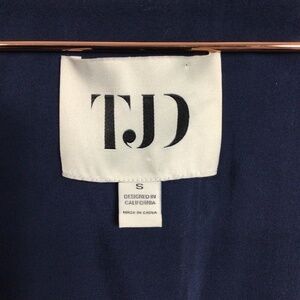 TJD
S
DESIGNED IN
CALIFORNIA
MADE IN CHINA